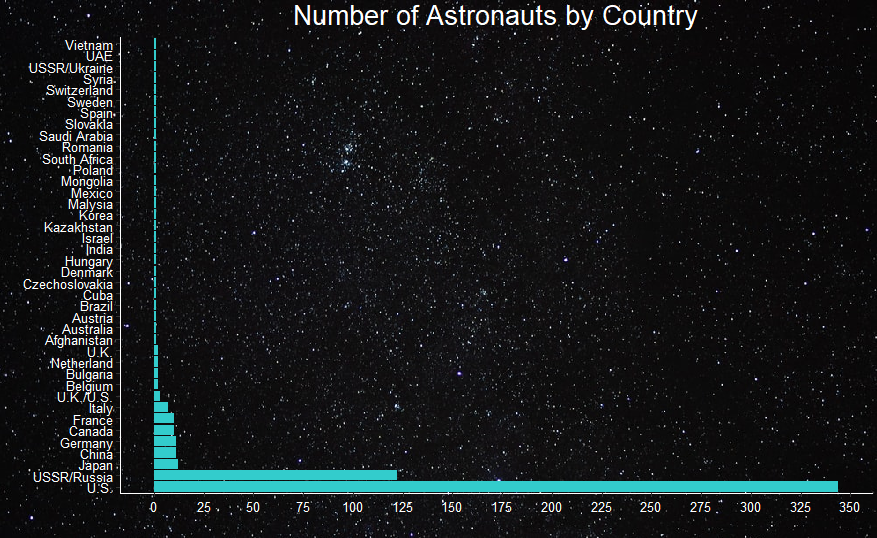 Number of Astronauts by Country
Vietnam
UAE
USSR/Ukraine
Syria
Switzerland
Sweden
Spain
Slovakia
Saudi Arabia
Romania
South Africa
Poland
Mongolia
Mexico
Malysia
Korea
Kazakhstan
Israel
India
Hungary
Denmark
Czechoslovakia
Cuba
Brazil
Austria
Australia
Afghanistan
U.K.
Netherland
Bulgaria
Belgium
U.K./U.S.
Italy
France
Canada
Germany
China
Japan
USSR/Russia
U.S.
0 25 50 75 100 125 150 175 200 225 250 275 300 325 350